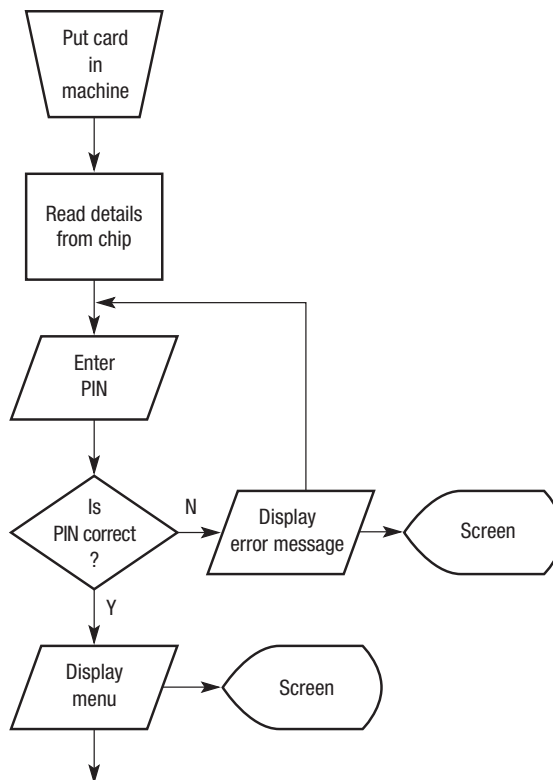 Put card
in
machine
Read details
from chip
Enter
PIN
Is
PIN correct
?
N
Display
error message
Screen
Y
Display
menu
Screen